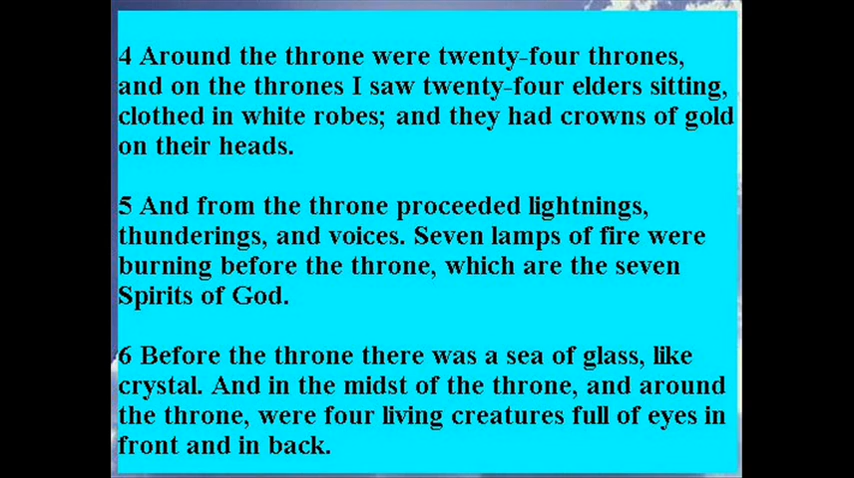 4 Around the throne were twenty-four thrones,
and on the thrones I saw twenty-four elders sitting,
clothed in white robes; and they had crowns of gold
on their heads.
5 And from the throne proceeded lightnings,
thunderings, and voices. Seven lamps of fire were
burning before the throne, which are the seven
Spirits of God.
6 Before the throne there was a sea of glass, like
crystal. And in the midst of the throne, and around
the throne, were four living creatures full of eyes in
front and in back.